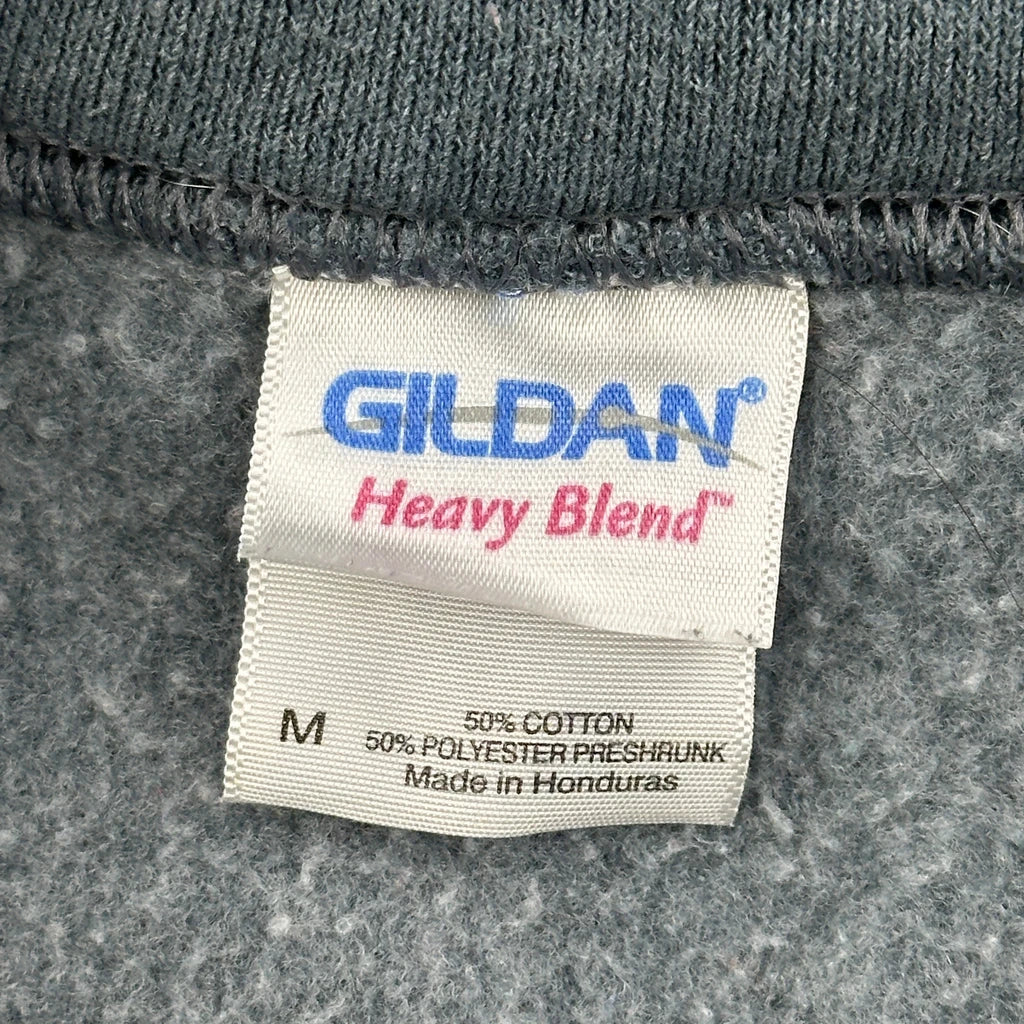 GILDAN®
Heavy Blend™
M
50% COTTON
50% POLYESTER PRESHRUNK
Made in Honduras